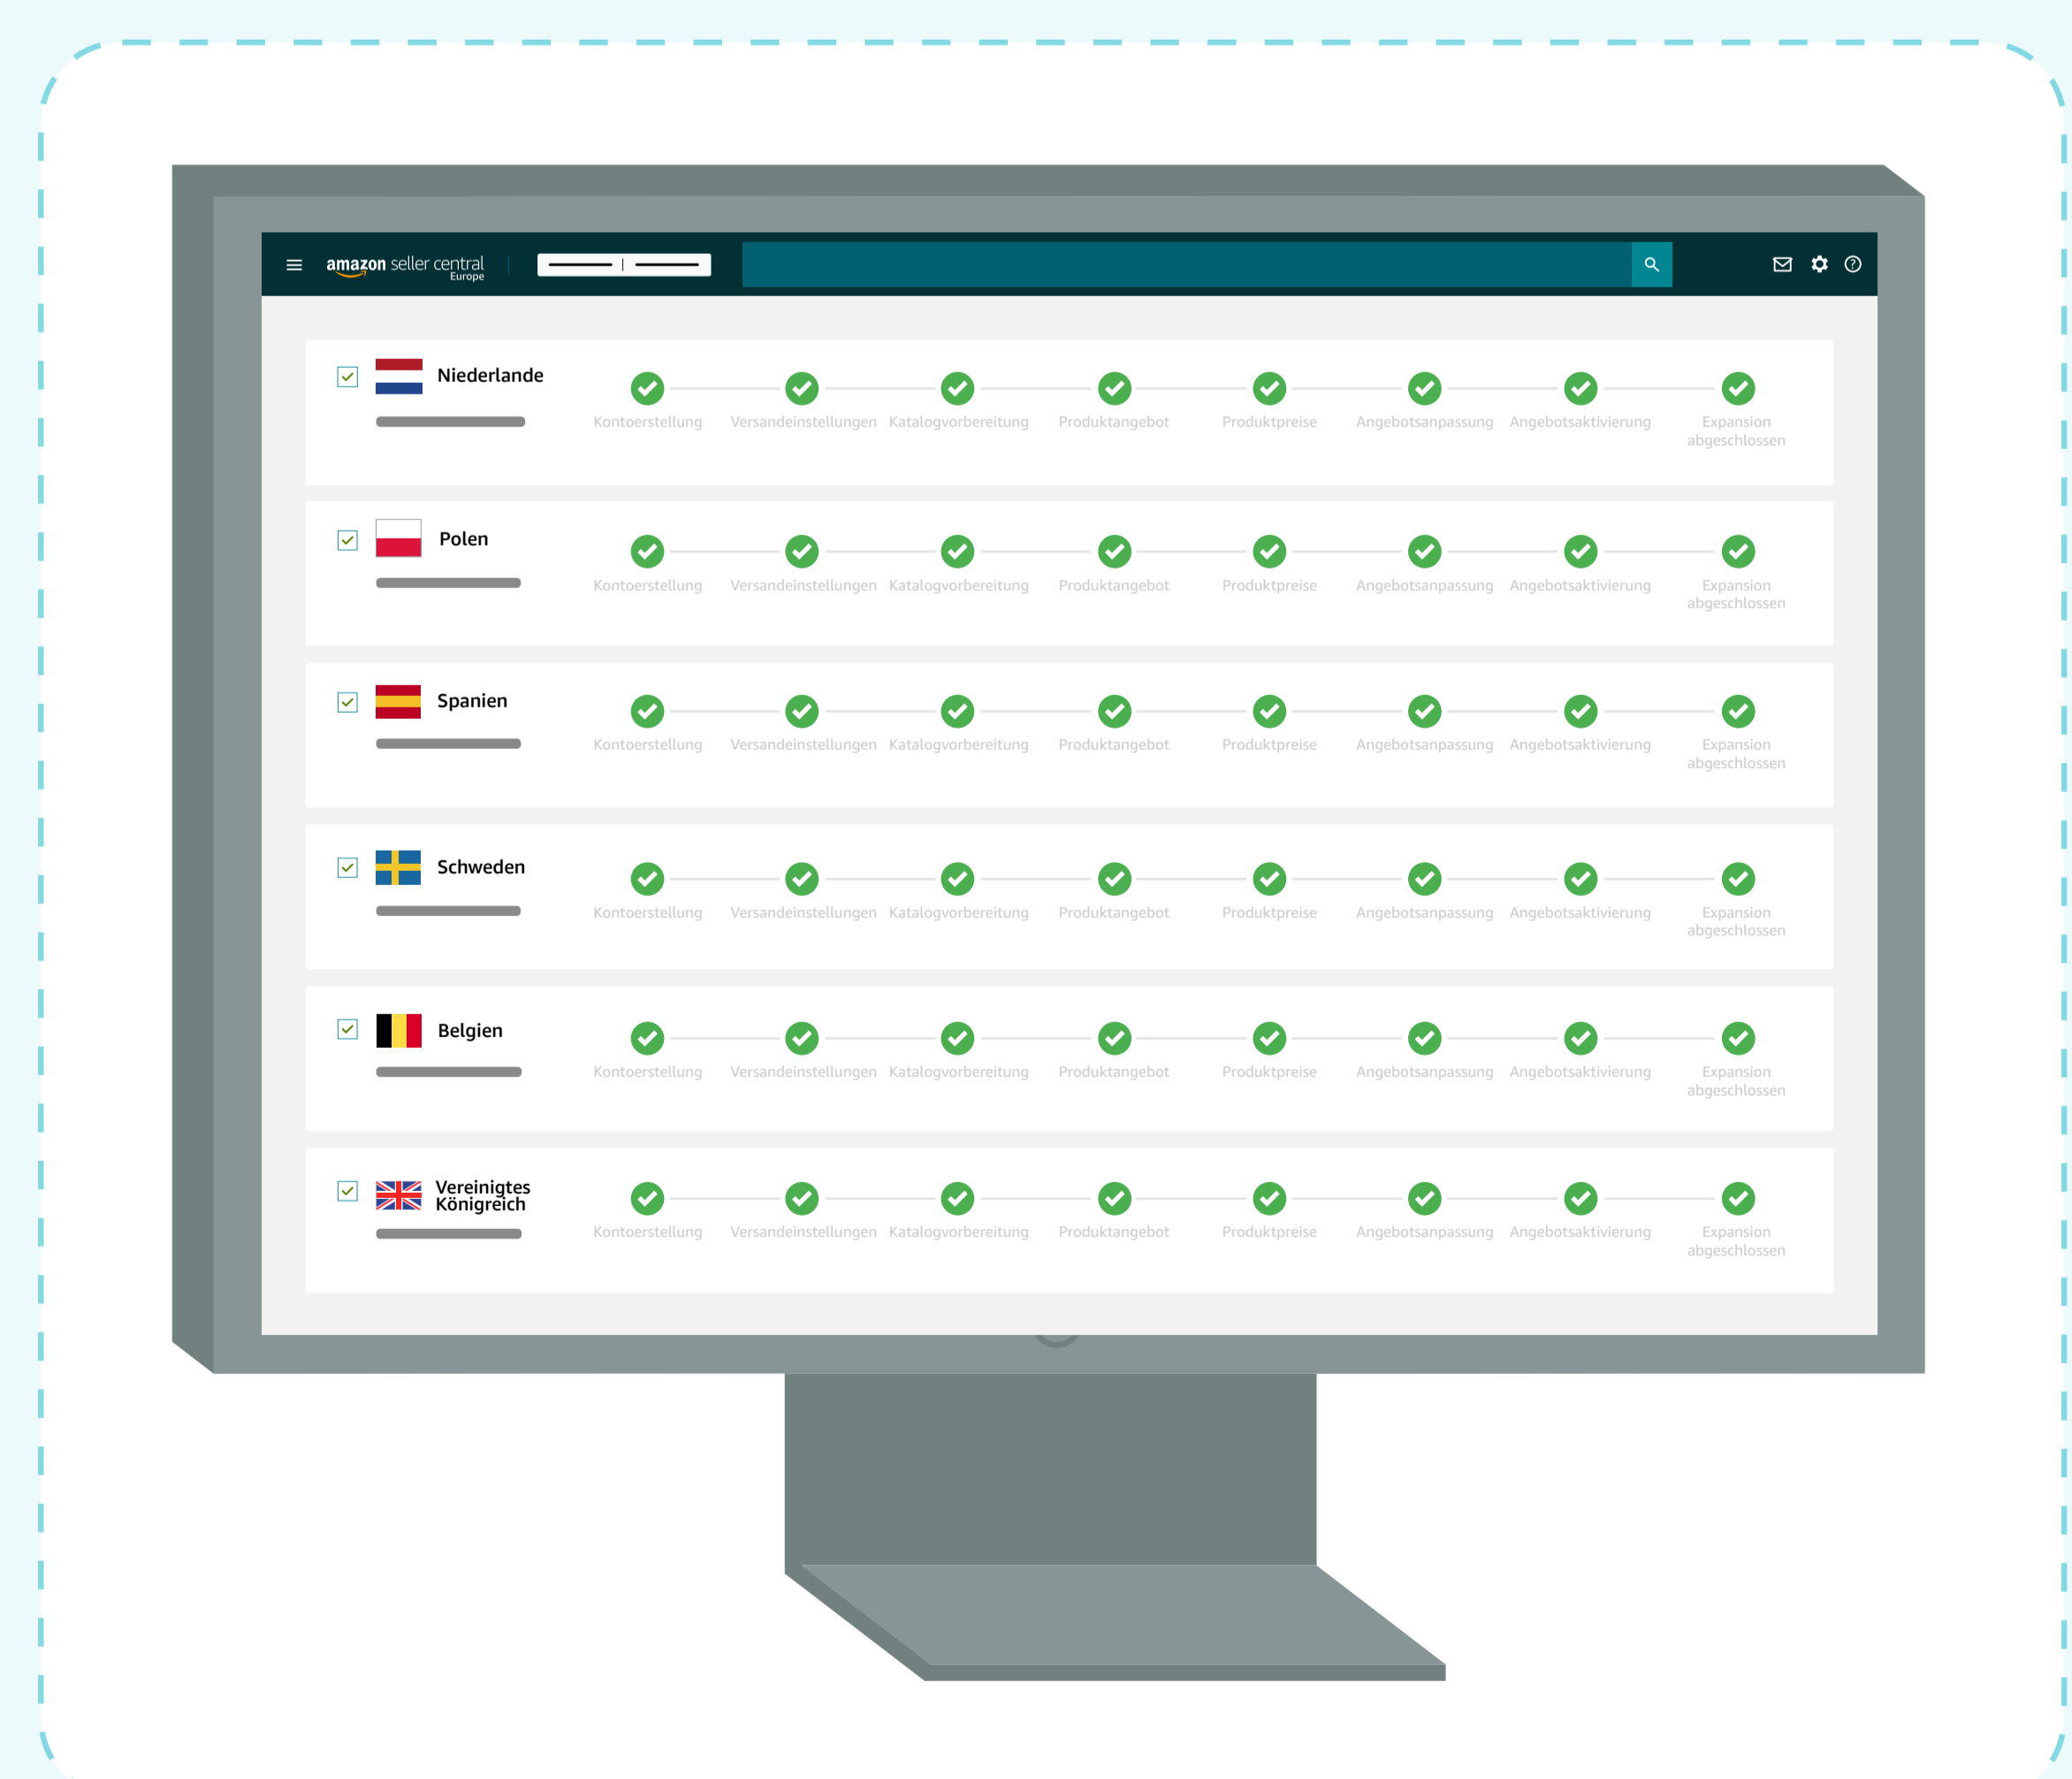 amazon seller central
Europe
Niederlande
Kontoerstellung Versandeinstellungen Katalogvorbereitung Produktangebot Produktpreise Angebotsanpassung Angebotsaktivierung Expansion
abgeschlossen
Polen
Kontoerstellung Versandeinstellungen Katalogvorbereitung Produktangebot Produktpreise Angebotsanpassung Angebotsaktivierung Expansion
abgeschlossen
Spanien
Kontoerstellung Versandeinstellungen Katalogvorbereitung Produktangebot Produktpreise Angebotsanpassung Angebotsaktivierung Expansion
abgeschlossen
Schweden
Kontoerstellung Versandeinstellungen Katalogvorbereitung Produktangebot Produktpreise Angebotsanpassung Angebotsaktivierung Expansion
abgeschlossen
Belgien
Kontoerstellung Versandeinstellungen Katalogvorbereitung Produktangebot Produktpreise Angebotsanpassung Angebotsaktivierung Expansion
abgeschlossen
Vereinigtes
Königreich
Kontoerstellung Versandeinstellungen Katalogvorbereitung Produktangebot Produktpreise Angebotsanpassung Angebotsaktivierung Expansion
abgeschlossen